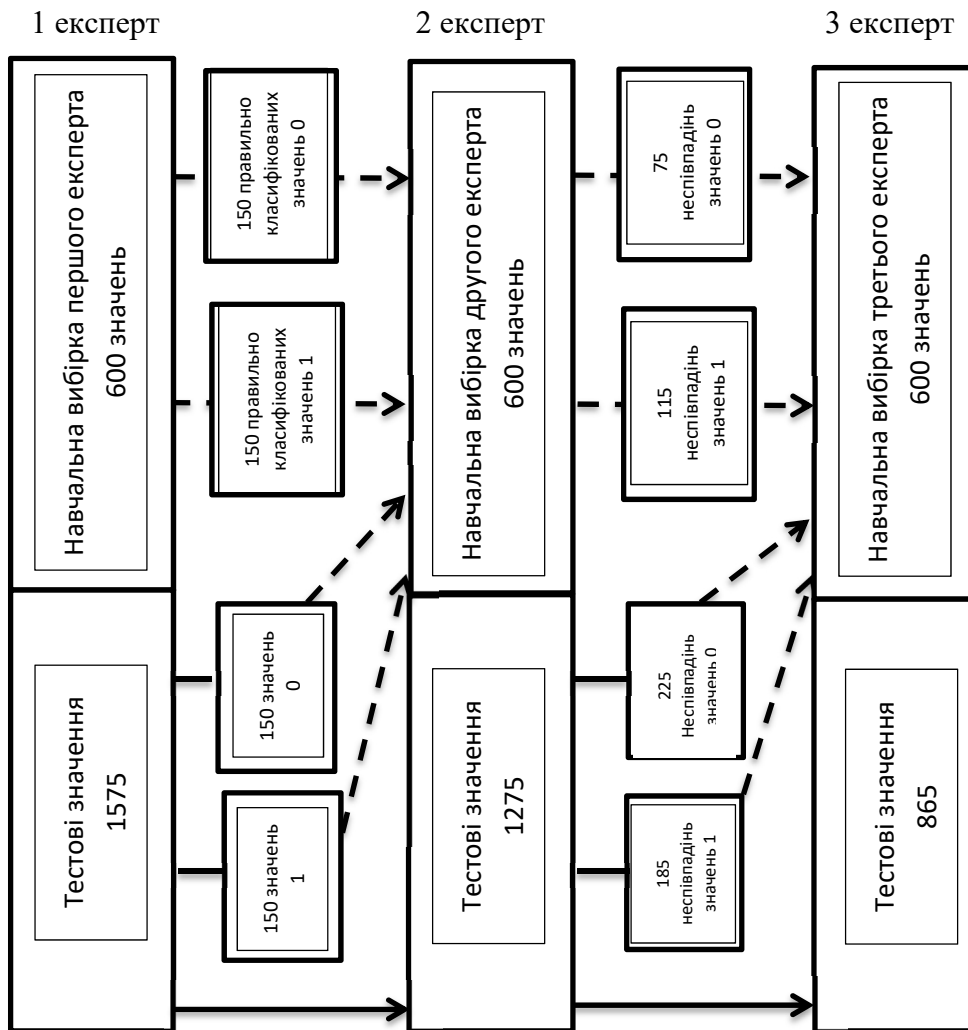 1 експерт
2 експерт
3 експерт
Навчальна вибірка першого експерта
600 значень
150 правильно
класифікованих
значень 0
150 правильно
класифікованих
значень 1
Тестові значення
1575
150 значень
0
150 значень
1
Навчальна вибірка другого експерта
600 значень
75
неспівпадінь
значень 0
115
неспівпадінь
значень 1
Тестові значення
1275
225
Неспівпадінь
значень 0
185
неспівпадінь
значень 1
Навчальна вибірка третього експерта
600 значень
Тестові значення
865